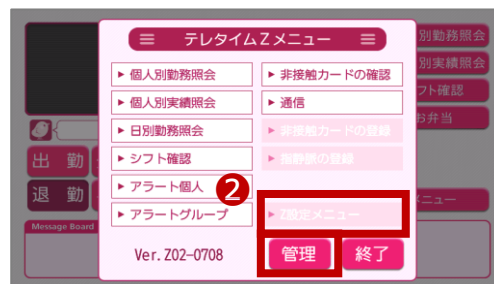 テレタイムZメニュー
▶ 個人別勤務照会
▶ 非接触カードの確認
▶ 個人別実績照会
▶ 通信
▶ 日別勤務照会
▶ 非接触カードの登録
▶ シフト確認
▶ 指静脈の登録
▶ アラート個人
❷
▶ アラートグループ
▶ Z設定メニュー
Ver. Z02-0708
管理
終了
別勤務照会
別実績照会
フト確認
お弁当
出 勤
退 勤
メニュー
Message Board